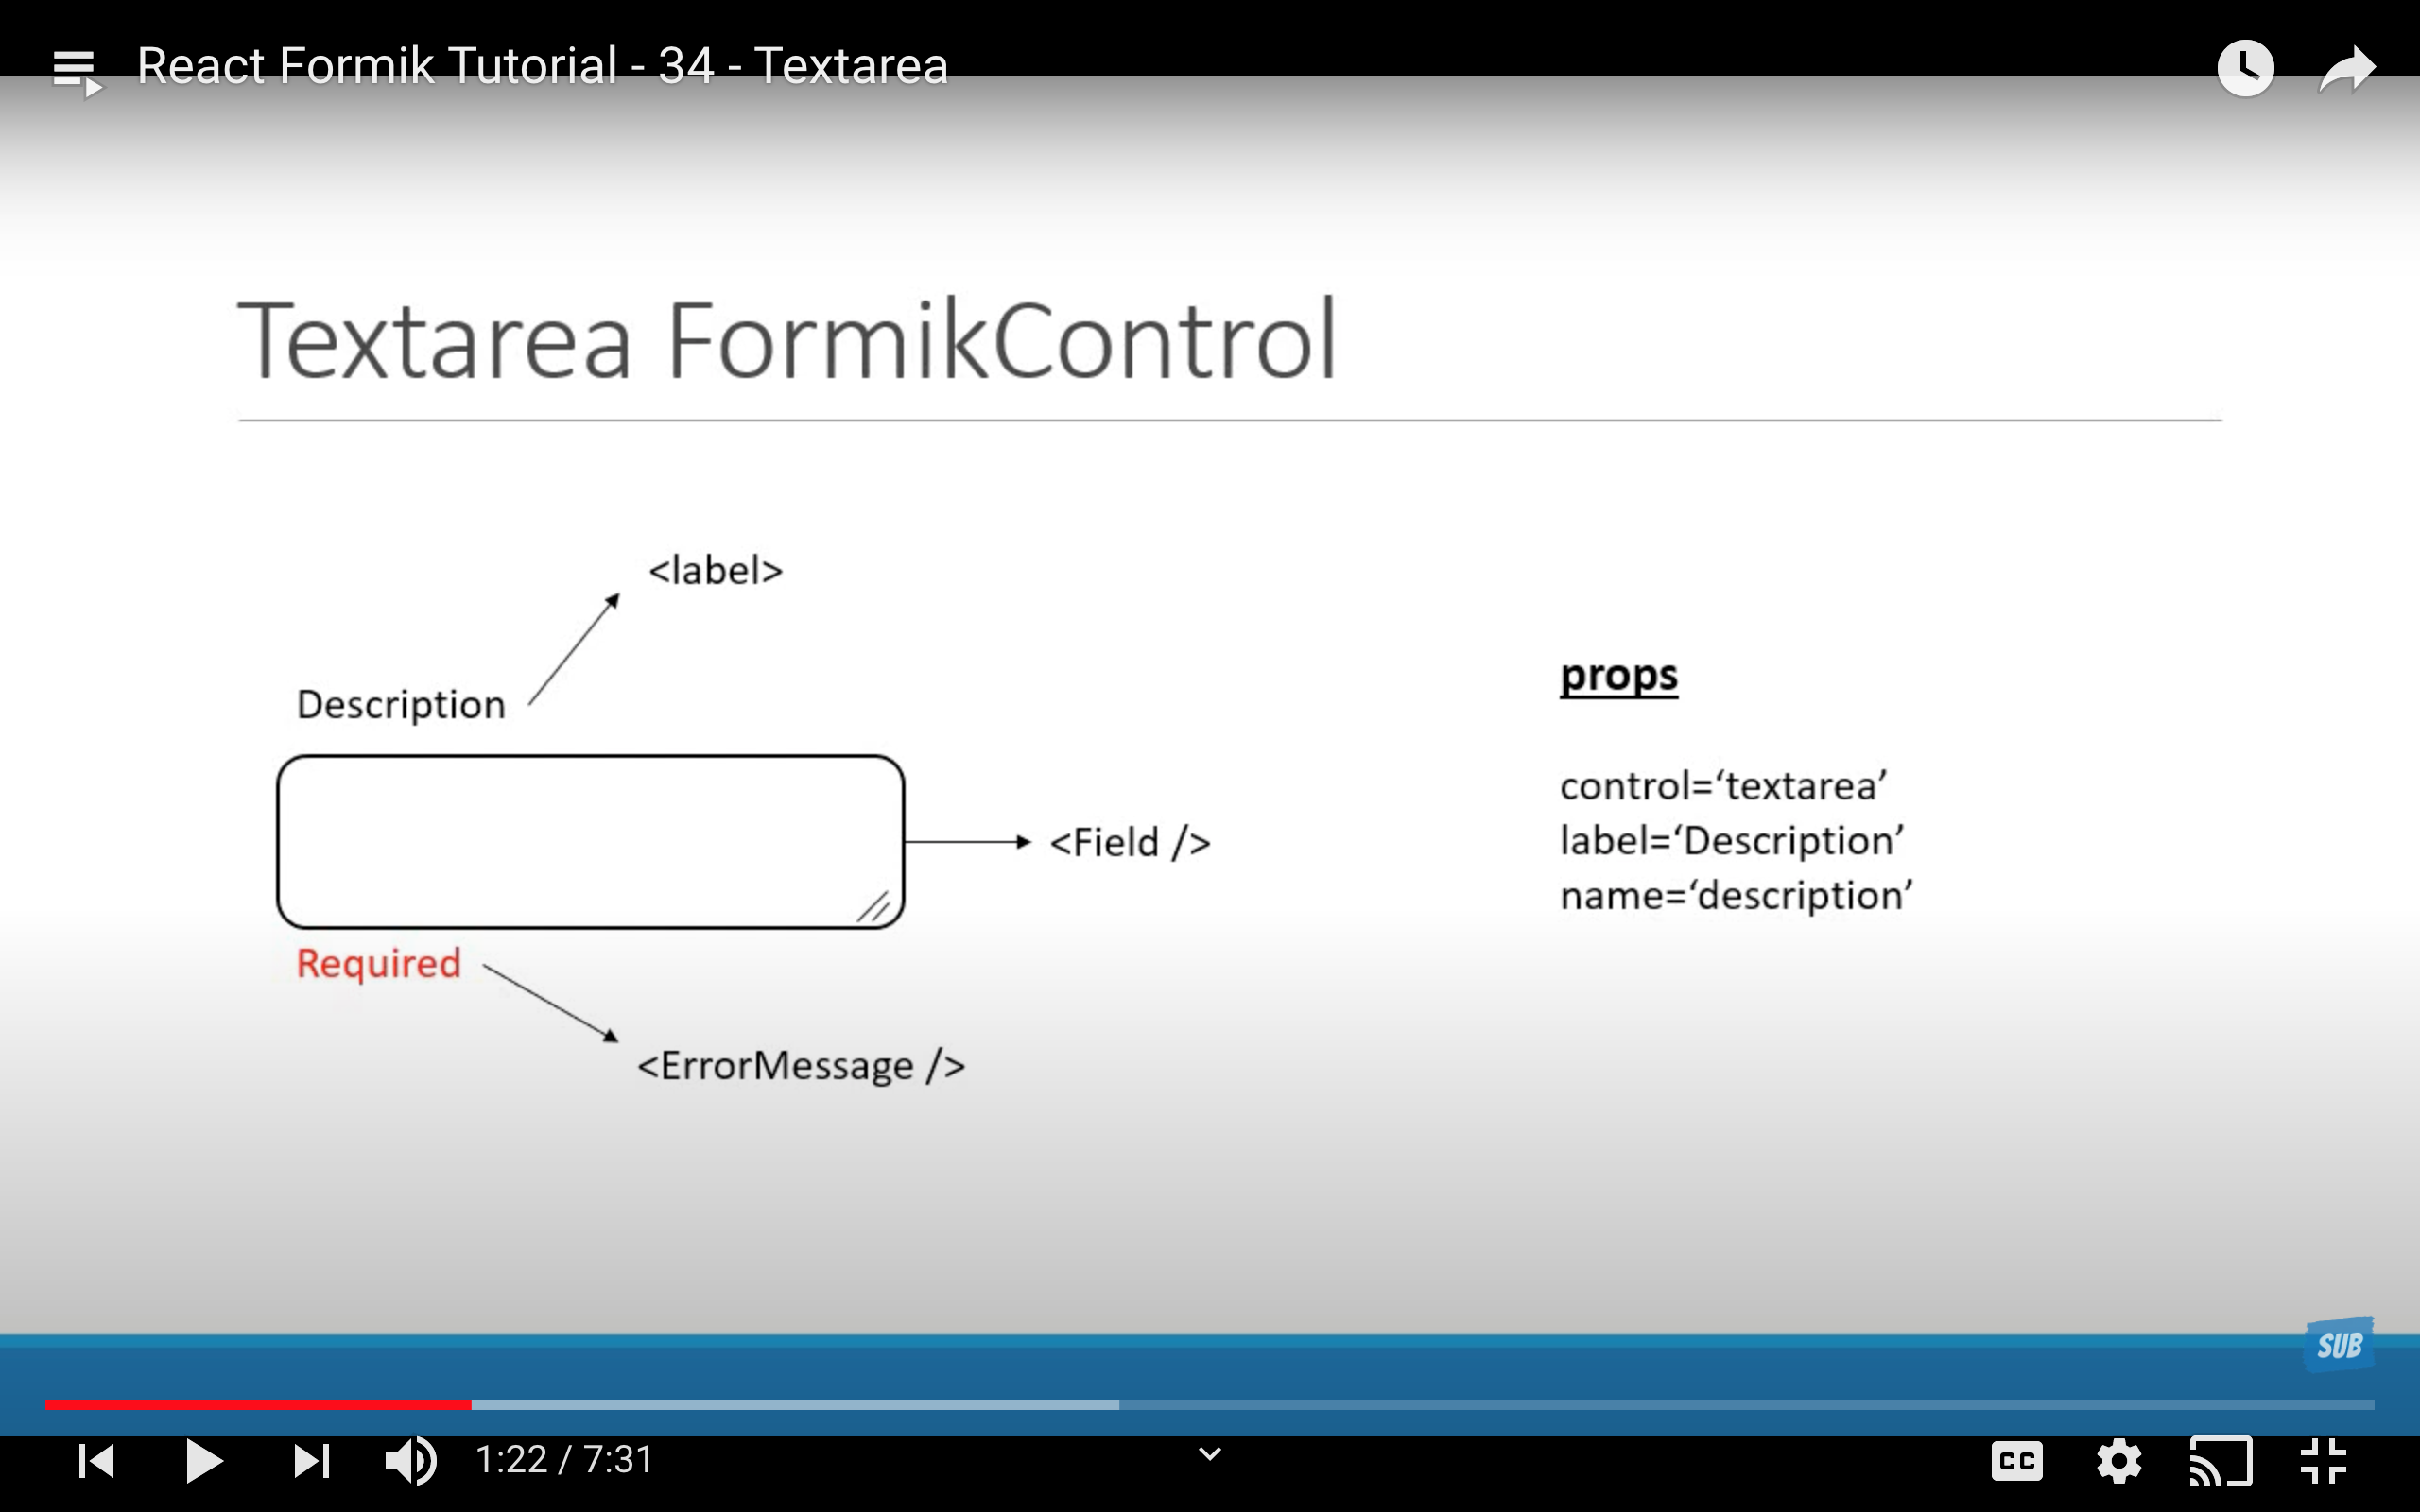 React Formik Tutorial - 34 - Textarea
Textarea FormikControl
<label>
Description
<Field />
Required
<ErrorMessage />
props
control=‘textarea’
label=‘Description’
name=‘description’
SUB
1:22 / 7:31
CC